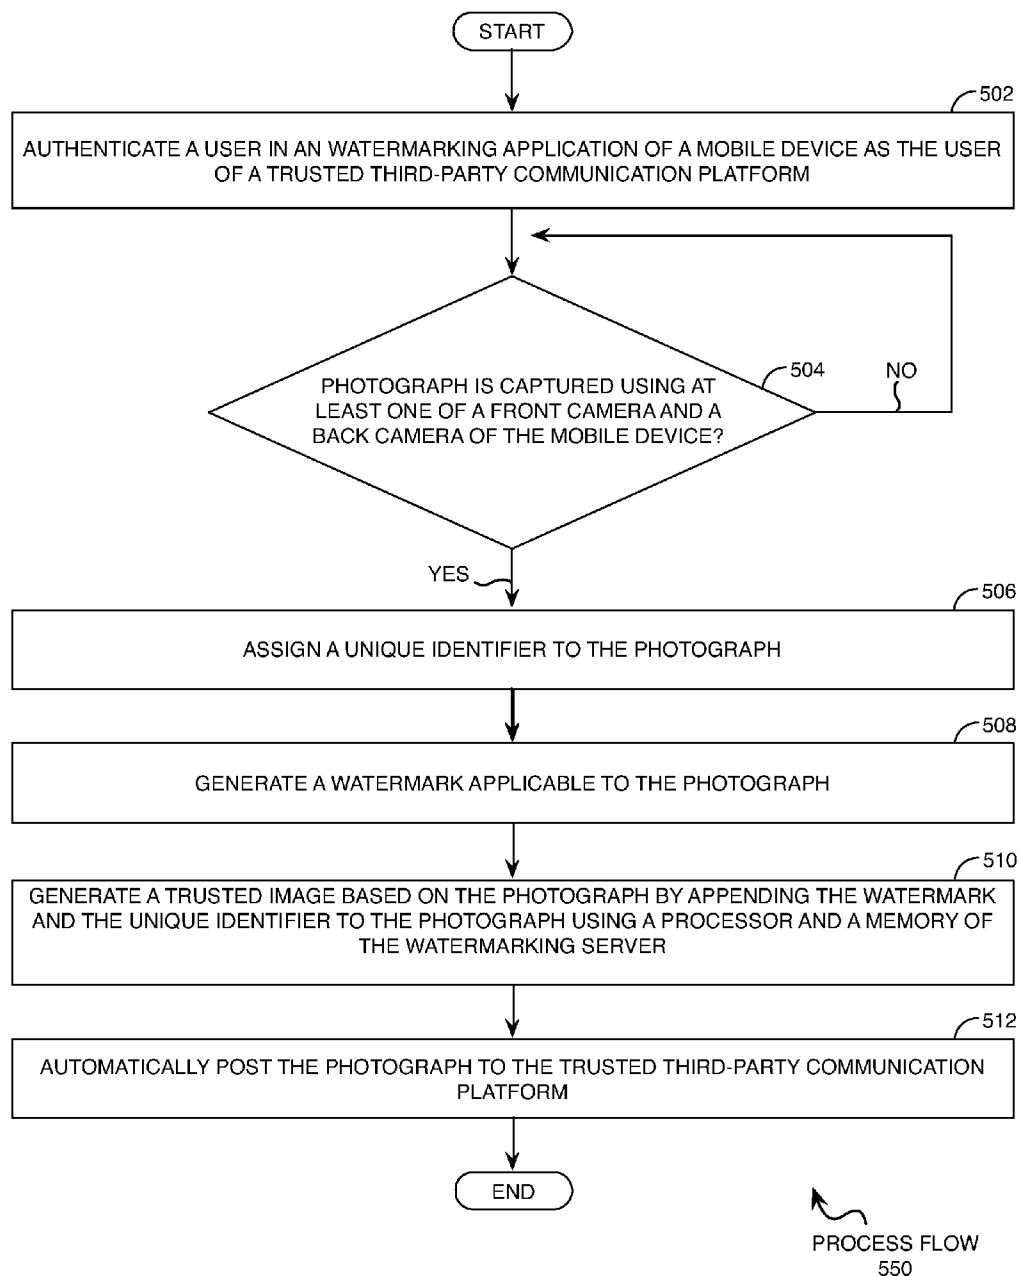 START
502
AUTHENTICATE A USER IN AN WATERMARKING APPLICATION OF A MOBILE DEVICE AS THE USER
OF A TRUSTED THIRD-PARTY COMMUNICATION PLATFORM
504
NO
PHOTOGRAPH IS CAPTURED USING AT
LEAST ONE OF A FRONT CAMERA AND A
BACK CAMERA OF THE MOBILE DEVICE?
YES
506
ASSIGN A UNIQUE IDENTIFIER TO THE PHOTOGRAPH
508
GENERATE A WATERMARK APPLICABLE TO THE PHOTOGRAPH
510
GENERATE A TRUSTED IMAGE BASED ON THE PHOTOGRAPH BY APPENDING THE WATERMARK
AND THE UNIQUE IDENTIFIER TO THE PHOTOGRAPH USING A PROCESSOR AND A MEMORY OF
THE WATERMARKING SERVER
512
AUTOMATICALLY POST THE PHOTOGRAPH TO THE TRUSTED THIRD-PARTY COMMUNICATION
PLATFORM
END
PROCESS FLOW
550